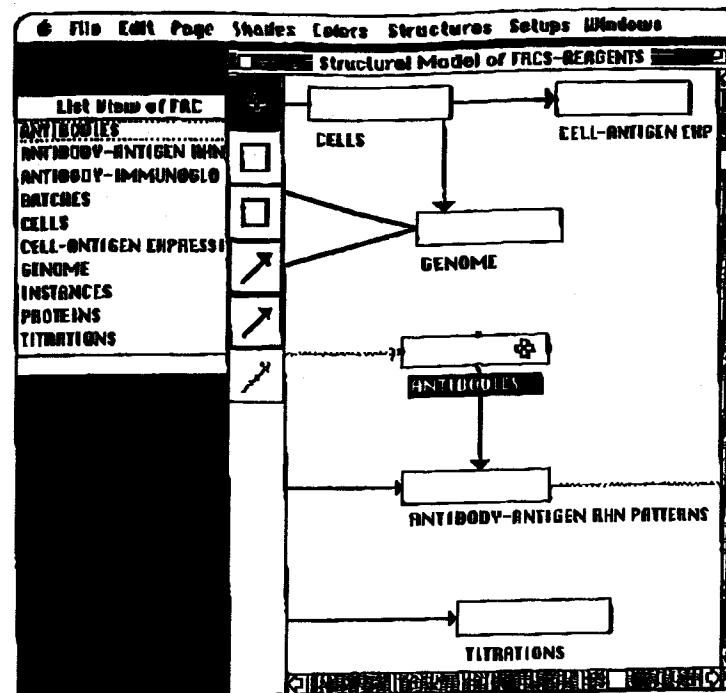 File Edit Page Shades Colors Structures Setups Windows
Structural Model of FACS-REAGENTS
List View of FAC
ANTIBODIES
ANTIBODY-ANTIGEN RHN
ANTIBODY-IMMUNOGLO
BATCHES
CELLS
CELL-ANTIGEN EXPRESSI
GENOME
INSTANCES
PROTEINS
TITRATIONS
CELLS
CELL-ANTIGEN EXP
GENOME
ANTIBODIES
ANTIBODY-ANTIGEN RHN PATTERNS
TITRATIONS